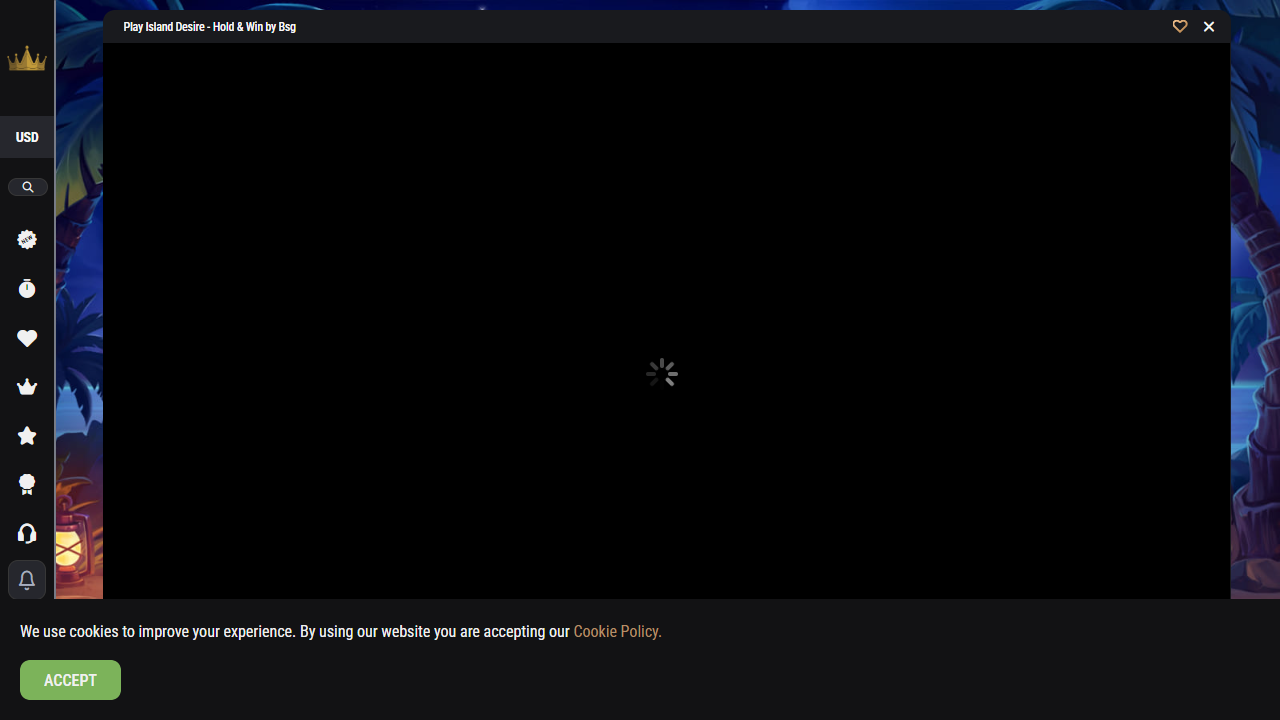 Play Island Desire - Hold & Win by Bsg
USD
NEW
We use cookies to improve your experience. By using our website you are accepting our Cookie Policy.
ACCEPT